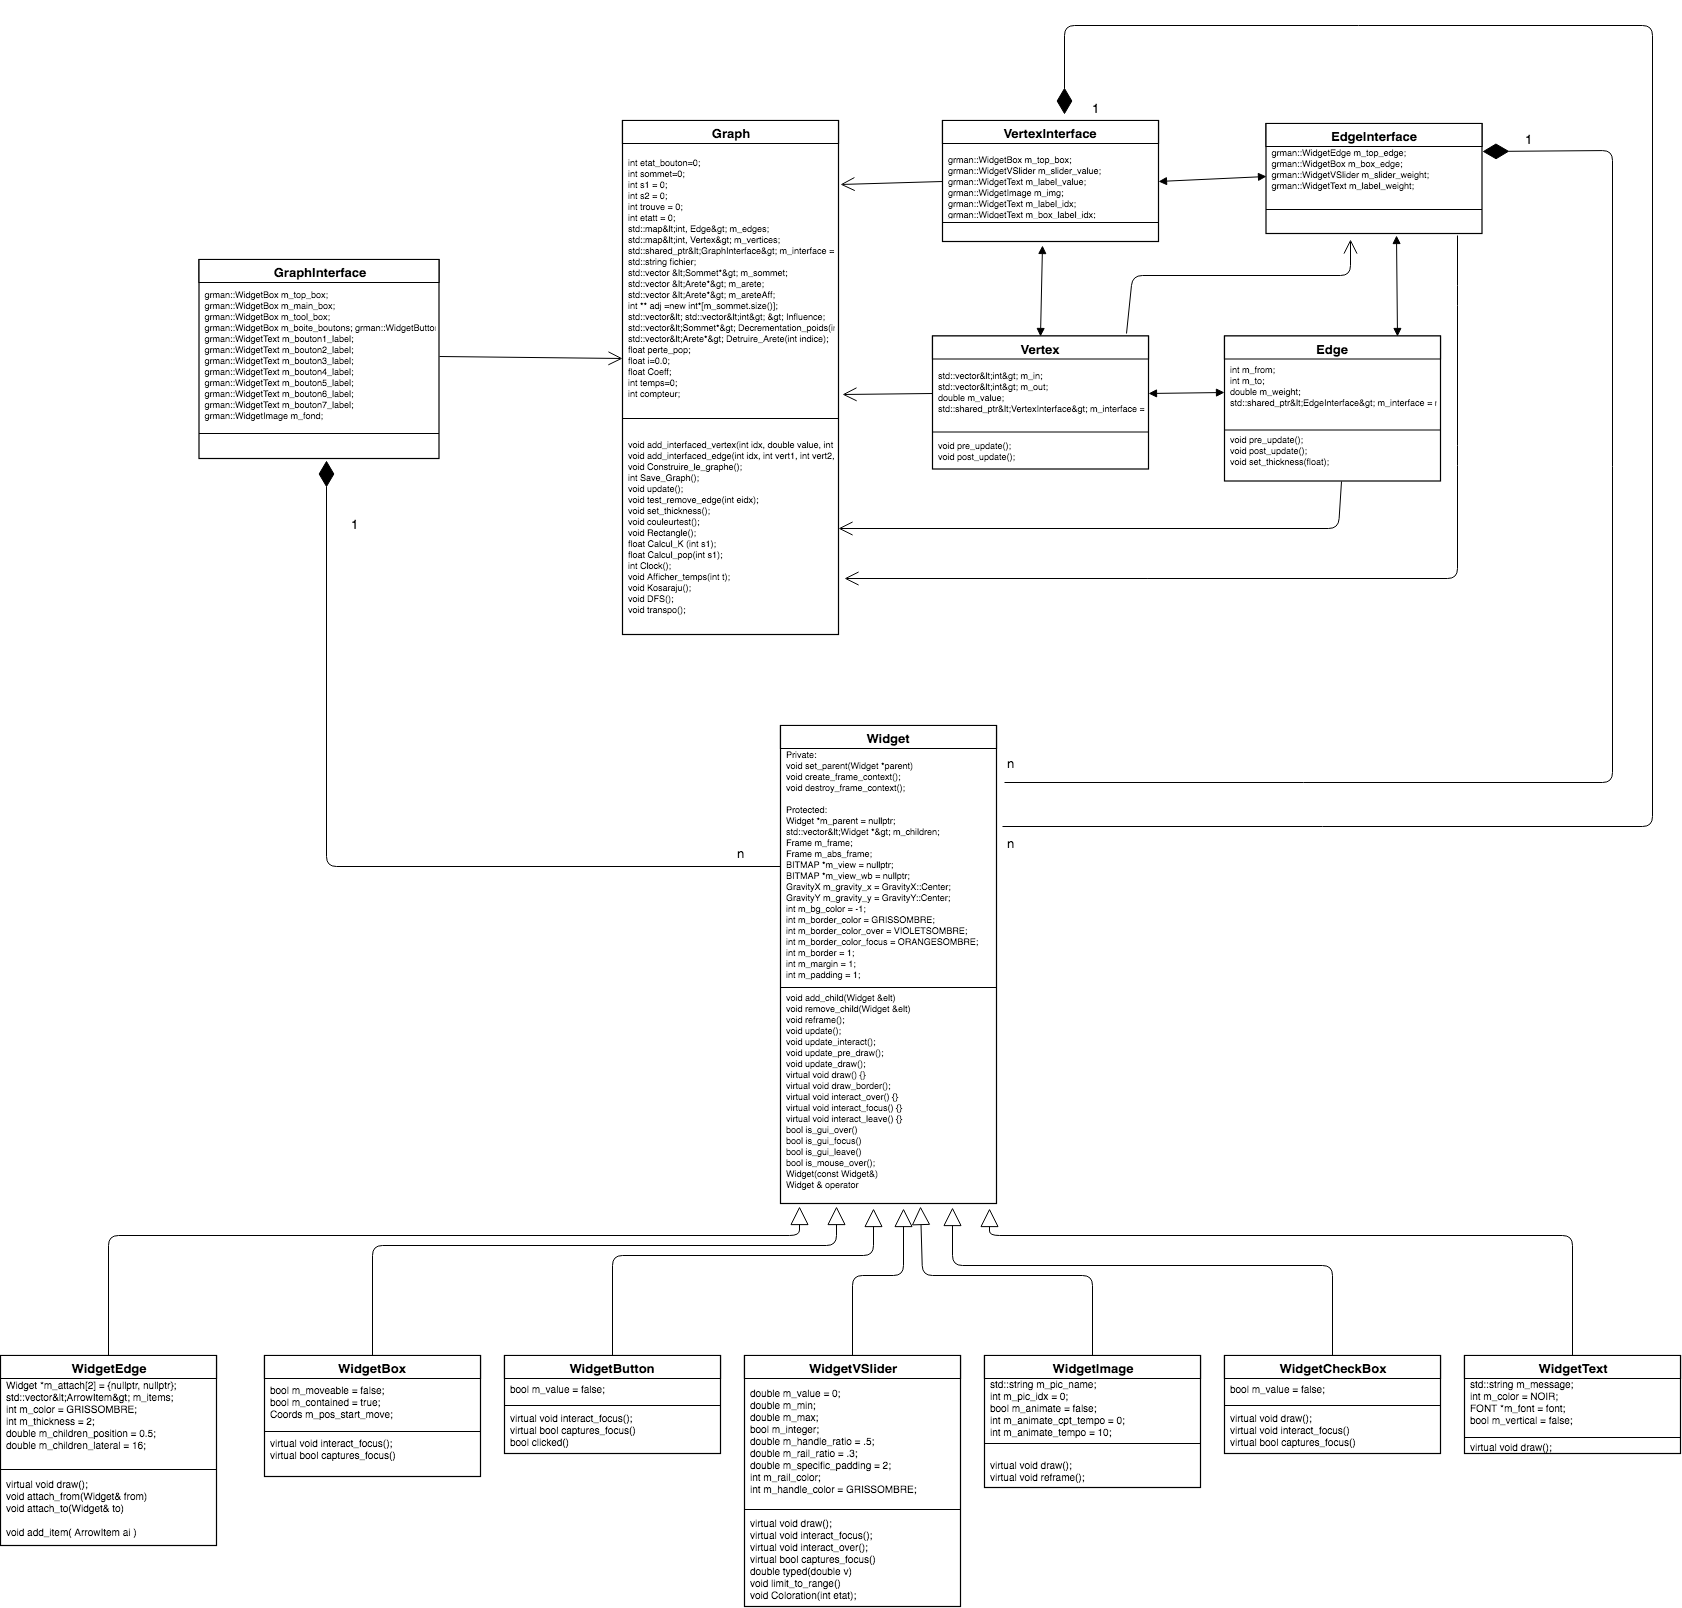 1
Graph
int etat_bouton=0;
int sommet=0;
int s1 = 0;
int s2 = 0;
int trouve = 0;
int etatt = 0;
std::map&lt;int, Edge&gt; m_edges;
std::map&lt;int, Vertex&gt; m_vertices;
std::shared_ptr&lt;GraphInterface&gt; m_interface =
std::string fichier;
std::vector &lt;Sommet*&gt; m_sommet;
std::vector &lt;Arete*&gt; m_arete;
std::vector &lt;Arete*&gt; m_areteAff;
int ** adj =new int*[m_sommet.size()];
std::vector&lt; std::vector&lt;int&gt; &gt; Influence;
std::vector&lt;Sommet*&gt; Decrementation_poids(i
std::vector&lt;Arete*&gt; Detruire_Arete(int indice);
float perte_pop;
float i=0.0;
float Coeff;
int temps=0;
int compteur;
void add_interfaced_vertex(int idx, double value, int
void add_interfaced_edge(int idx, int vert1, int vert2,
void Construire_le_graphe();
int Save_Graph();
void update();
void test_remove_edge(int eidx);
void set_thickness();
void couleurtest();
void Rectangle();
float Calcul_K (int s1);
float Calcul_pop(int s1);
int Clock();
void Afficher_temps(int t);
void Kosaraju();
void DFS();
void transpo();
VertexInterface
grman::WidgetBox m_top_box;
grman::WidgetVSlider m_slider_value;
grman::WidgetText m_label_value;
grman::WidgetImage m_img;
grman::WidgetText m_label_idx;
grman::WidgetText m_box_label_idx;
EdgeInterface
grman::WidgetEdge m_top_edge;
grman::WidgetBox m_box_edge;
grman::WidgetVSlider m_slider_weight;
grman::WidgetText m_label_weight;
1
GraphInterface
grman::WidgetBox m_top_box;
grman::WidgetBox m_main_box;
grman::WidgetBox m_tool_box;
grman::WidgetBox m_boite_boutons; grman::WidgetButto
grman::WidgetText m_bouton1_label;
grman::WidgetText m_bouton2_label;
grman::WidgetText m_bouton3_label;
grman::WidgetText m_bouton4_label;
grman::WidgetText m_bouton5_label;
grman::WidgetText m_bouton6_label;
grman::WidgetText m_bouton7_label;
grman::WidgetImage m_fond;
1
Vertex
std::vector&lt;int&gt; m_in;
std::vector&lt;int&gt; m_out;
double m_value;
std::shared_ptr&lt;VertexInterface&gt; m_interface =
void pre_update();
void post_update();
Edge
int m_from;
int m_to;
double m_weight;
std::shared_ptr&lt;EdgeInterface&gt; m_interface =
void pre_update();
void post_update();
void set_thickness(float);
n
n
n
Widget
Private:
void set_parent(Widget *parent)
void create_frame_context();
void destroy_frame_context();
Protected:
Widget *m_parent = nullptr;
std::vector&lt;Widget *&gt; m_children;
Frame m_frame;
Frame m_abs_frame;
BITMAP *m_view = nullptr;
BITMAP *m_view_wb = nullptr;
GravityX m_gravity_x = GravityX::Center;
GravityY m_gravity_y = GravityY::Center;
int m_bg_color = -1;
int m_border_color = GRISSOMBRE;
int m_border_color_over = VIOLETSOMBRE;
int m_border_color_focus = ORANGESOMBRE;
int m_border = 1;
int m_margin = 1;
int m_padding = 1;
void add_child(Widget &elt)
void remove_child(Widget &elt)
void reframe();
void update();
void update_interact();
void update_pre_draw();
void update_draw();
virtual void draw() {}
virtual void draw_border();
virtual void interact_over() {}
virtual void interact_focus() {}
virtual void interact_leave() {}
bool is_gui_over()
bool is_gui_focus()
bool is_gui_leave()
bool is_mouse_over();
Widget(const Widget&)
Widget & operator
WidgetEdge
Widget *m_attach[2] = {nullptr, nullptr};
std::vector&lt;ArrowItem&gt; m_items;
int m_color = GRISSOMBRE;
int m_thickness = 2;
double m_children_position = 0.5;
double m_children_lateral = 16;
virtual void draw();
void attach_from(Widget& from)
void attach_to(Widget& to)
void add_item( ArrowItem ai )
WidgetBox
bool m_moveable = false;
bool m_contained = true;
Coords m_pos_start_move;
virtual void interact_focus();
virtual bool captures_focus()
WidgetButton
bool m_value = false;
virtual void interact_focus();
virtual bool captures_focus()
bool clicked()
WidgetVSlider
double m_value = 0;
double m_min;
double m_max;
bool m_integer;
double m_handle_ratio = .5;
double m_rail_ratio = .3;
double m_specific_padding = 2;
int m_rail_color;
int m_handle_color = GRISSOMBRE;
virtual void draw();
virtual void interact_focus();
virtual void interact_over();
virtual bool captures_focus()
double typed(double v)
void limit_to_range()
void Coloration(int etat);
WidgetImage
std::string m_pic_name;
int m_pic_idx = 0;
bool m_animate = false;
int m_animate_cpt_tempo = 0;
int m_animate_tempo = 10;
virtual void draw();
virtual void reframe();
WidgetCheckBox
bool m_value = false;
virtual void draw();
virtual void interact_focus()
virtual bool captures_focus()
WidgetText
std::string m_message;
int m_color = NOIR;
FONT *m_font = font;
bool m_vertical = false;
virtual void draw();